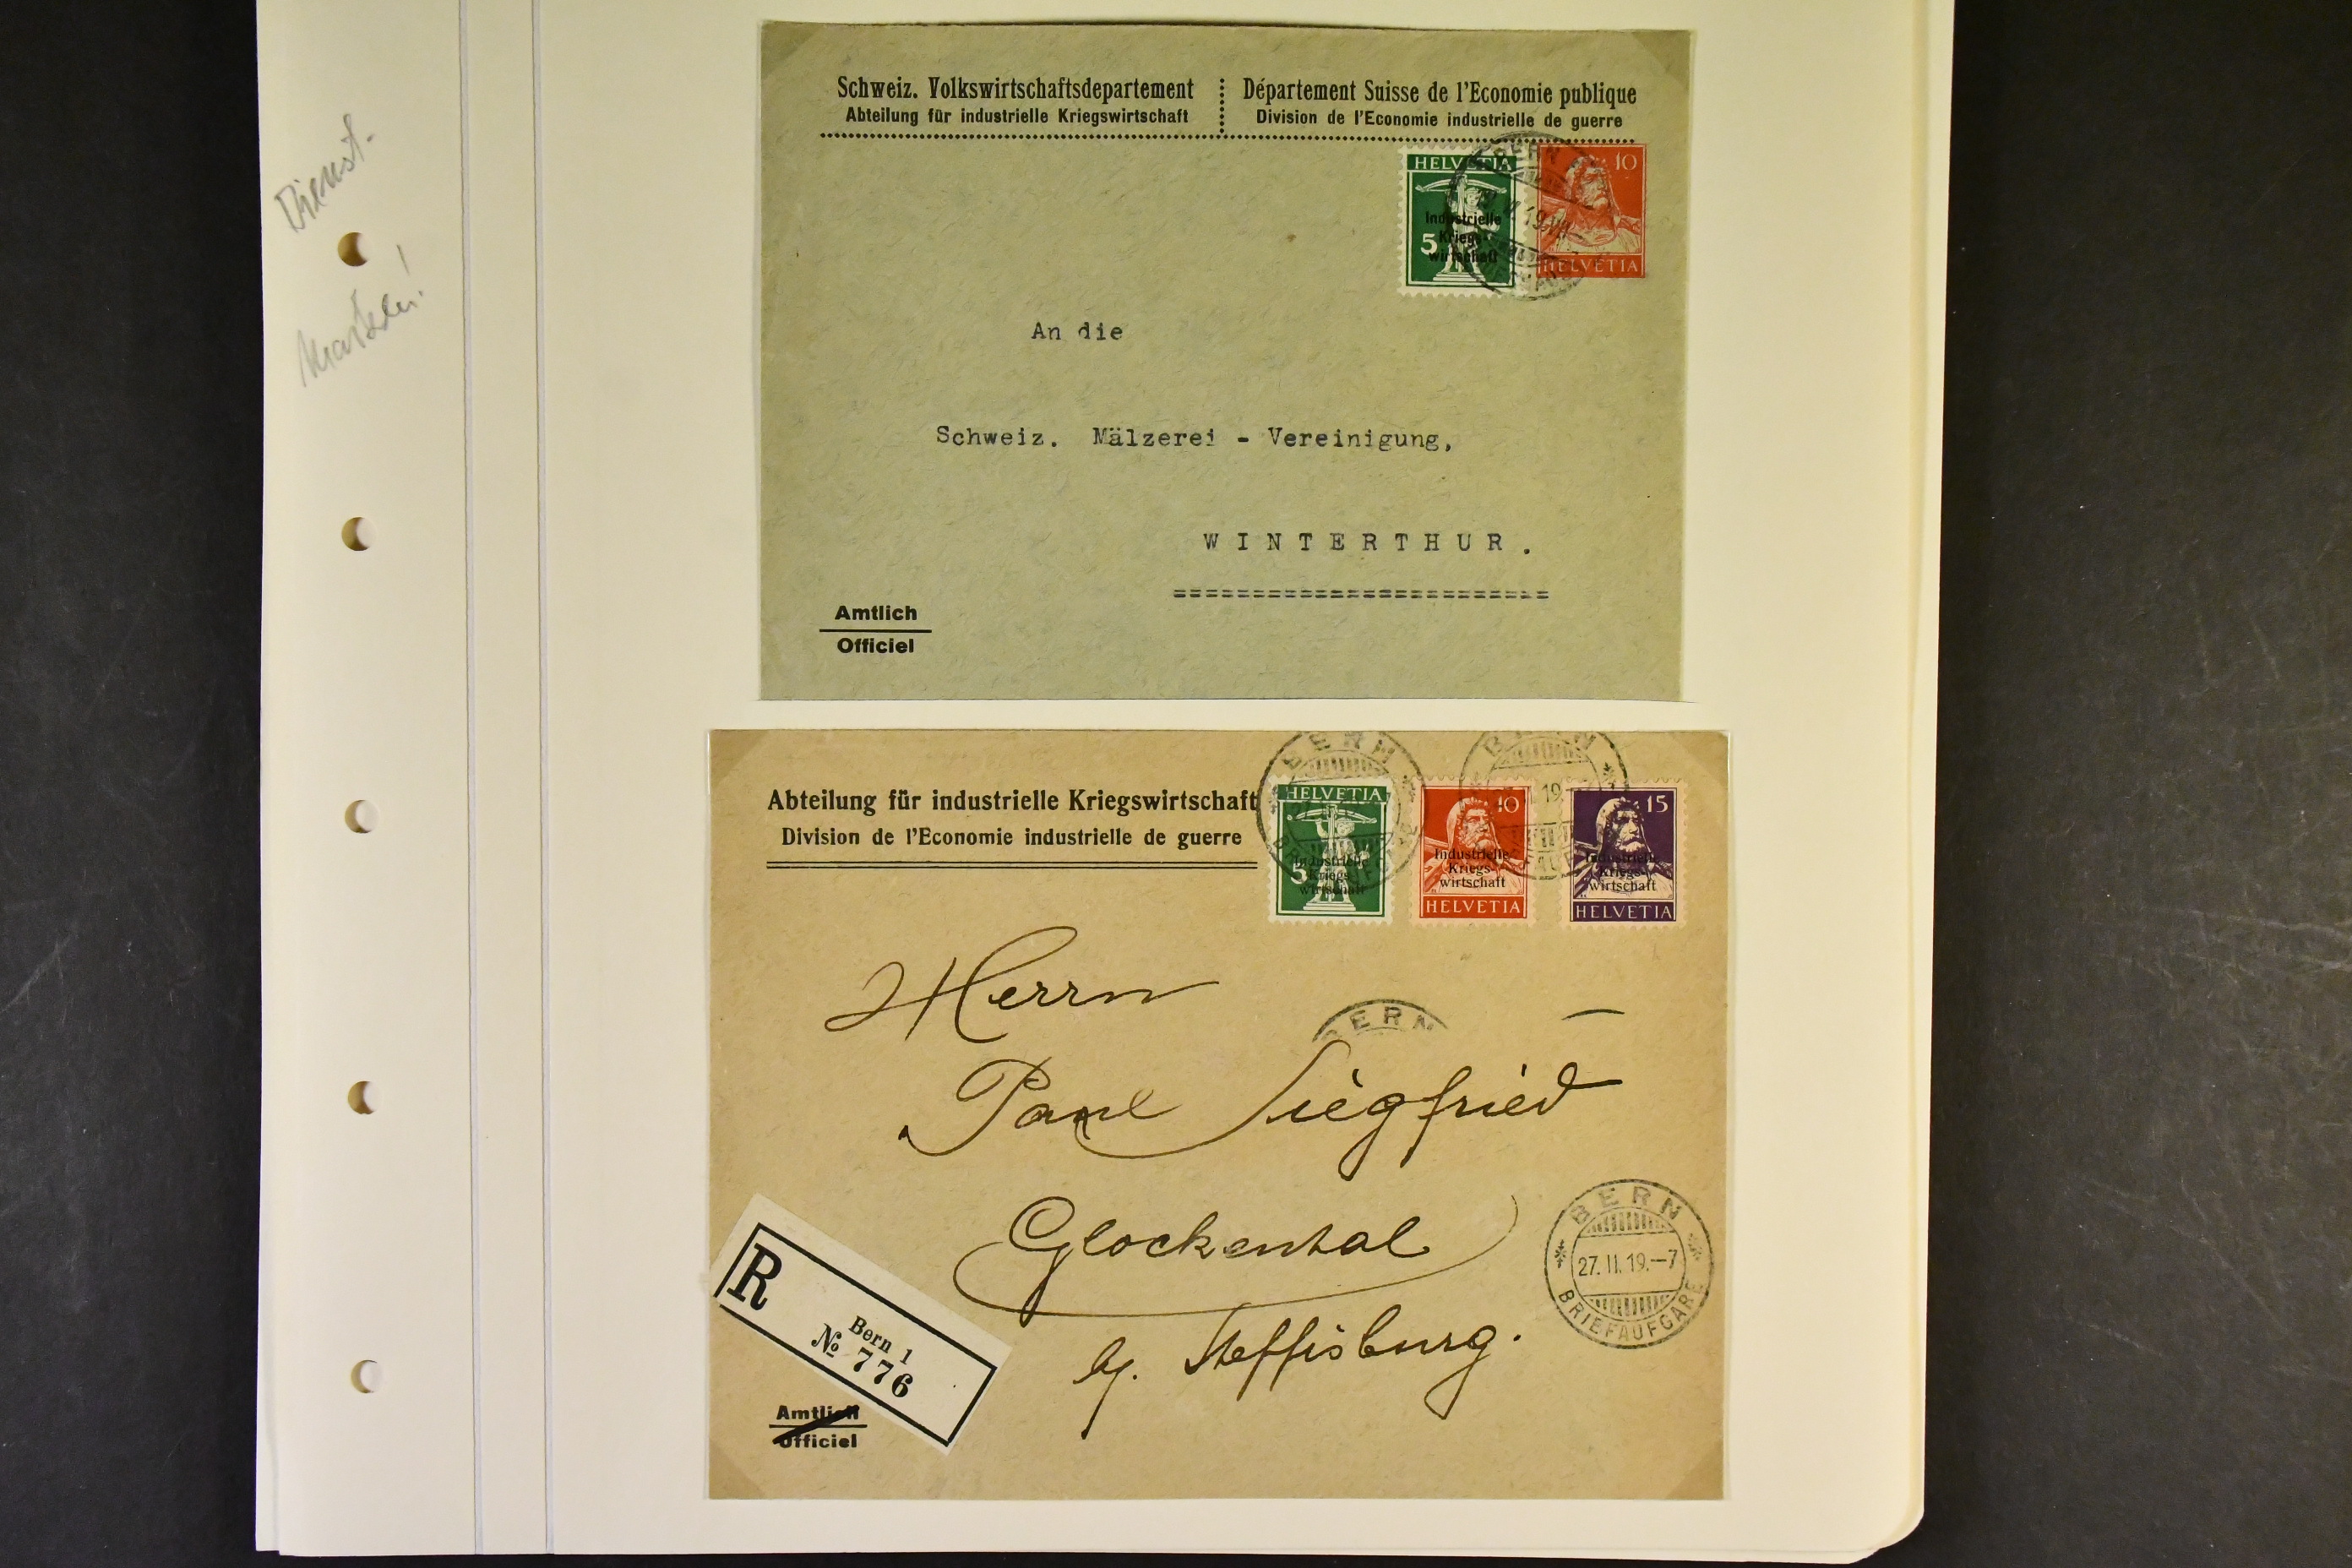 Dienst-
Marken!
Schweiz. Volkswirtschaftsdepartement
Abteilung für industrielle Kriegswirtschaft
Département Suisse de l'Economie publique
Division de l'Economie industrielle de guerre
HELVETIA
5
Industrielle
Kriegs-
wirtschaft
10
HELVETIA
BERN
An die
Schweiz. Mälzerei - Vereinigung,
WINTERTHUR.
=========================
Amtlich
Officiel
Abteilung für industrielle Kriegswirtschaft
Division de l'Economie industrielle de guerre
BERN
HELVETIA
5
Industrielle
Kriegs-
wirtschaft
BERN
10
Industrielle
Kriegs-
wirtschaft
HELVETIA
15
Industrielle
Kriegs-
wirtschaft
HELVETIA
Herrn
BERN
Paul Siegfried
Glockenthal
b/. Steffisburg.
BERN
27.II.19.-7
BRIEFAUFGABE
R
Bern 1
№ 776
Amtlich
Officiel